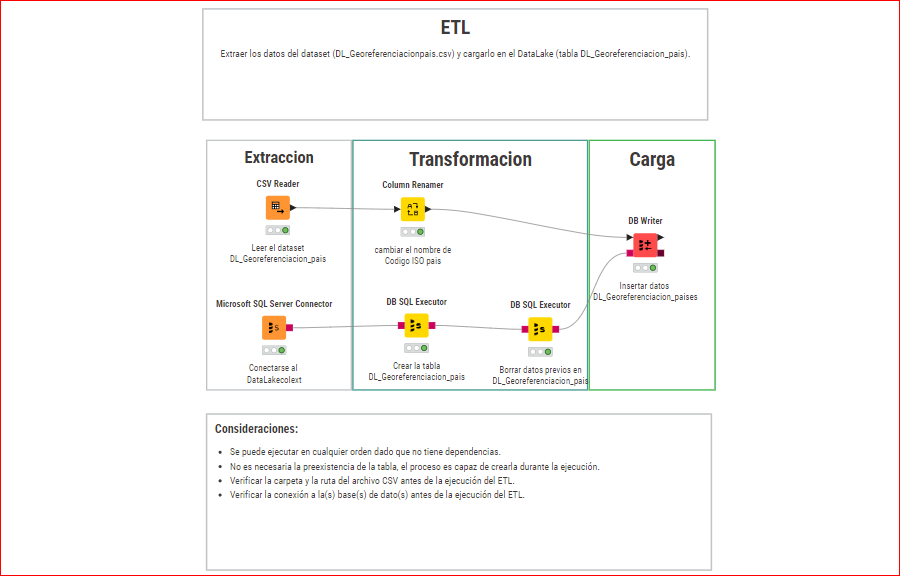 ETL
Extraer los datos del dataset (DL_Georeferenciacionpais.csv) y cargarlo en el DataLake (tabla DL_Georeferenciacion_pais).
Extraccion
Transformacion
Carga
CSV Reader
Leer el dataset
DL_Georeferenciacion_pais
Column Renamer
cambiar el nombre de
Codigo ISO pais
DB Writer
Insertar datos
DL_Georeferenciacion_paises
Microsoft SQL Server Connector
Conectarse al
DataLakecolext
DB SQL Executor
Crear la tabla
DL_Georeferenciacion_pais
DB SQL Executor
Borrar datos previos en
DL_Georeferenciacion_pais
Consideraciones:
• Se puede ejecutar en cualquier orden dado que no tiene dependencias.
• No es necesaria la preexistencia de la tabla, el proceso es capaz de crearla durante la ejecución.
• Verificar la carpeta y la ruta del archivo CSV antes de la ejecución del ETL.
• Verificar la conexión a la(s) base(s) de dato(s) antes de la ejecución del ETL.